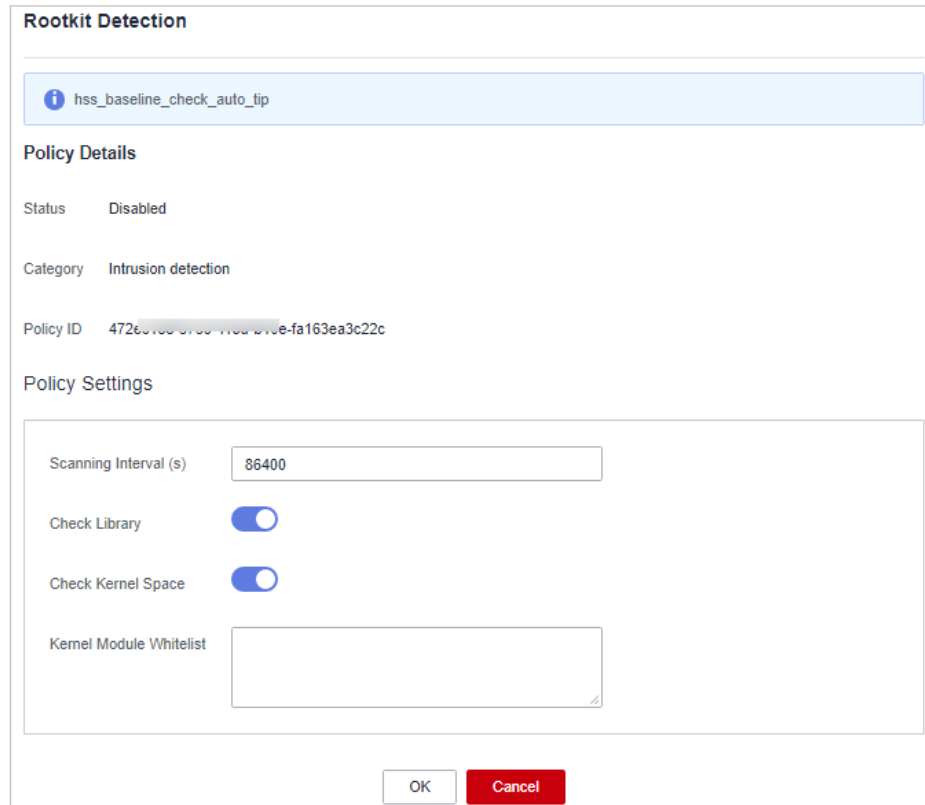 Rootkit Detection
hss_baseline_check_auto_tip
Policy Details
Status Disabled
Category Intrusion detection
Policy ID
Policy Settings
Scanning Interval (s) 86400
Check Library
Check Kernel Space
Kernel Module Whitelist
OK Cancel